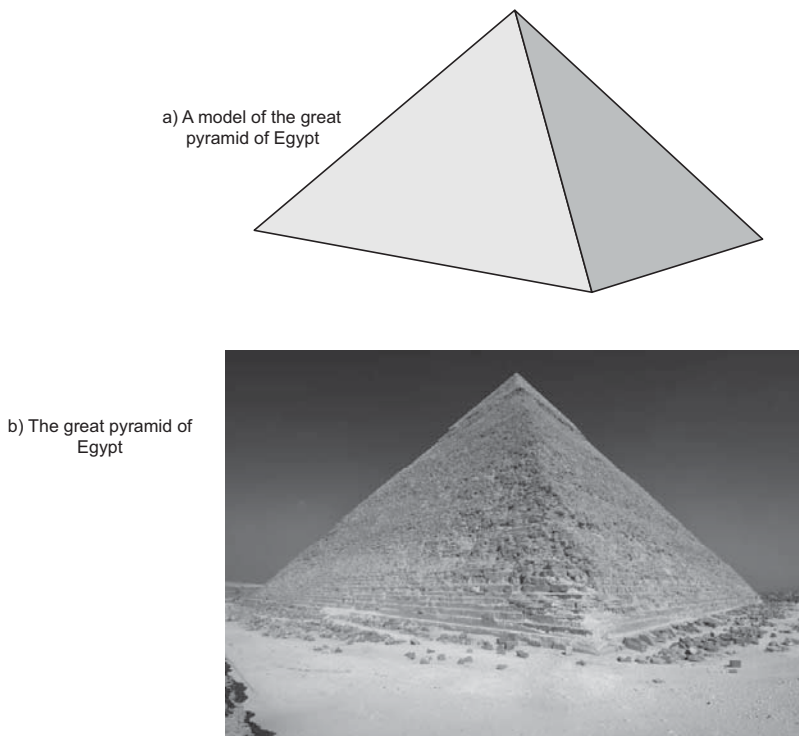 a) A model of the great
pyramid of Egypt
b) The great pyramid of
Egypt